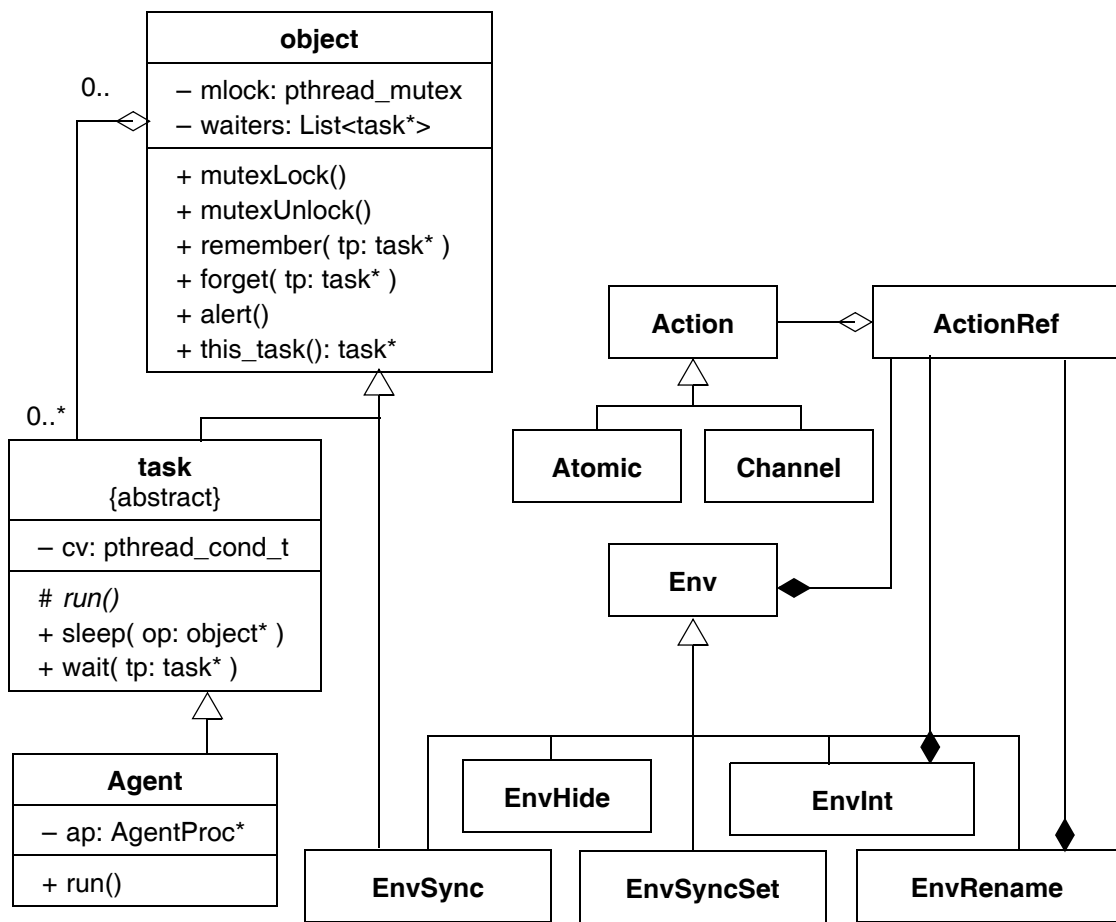 object
0..
– mlock: pthread_mutex
– waiters: List<task*>
+ mutexLock()
+ mutexUnlock()
+ remember( tp: task* )
+ forget( tp: task* )
+ alert()
+ this_task(): task*
Action
ActionRef
0..*
Atomic
Channel
task
{abstract}
– cv: pthread_cond_t
# run()
+ sleep( op: object* )
+ wait( tp: task* )
Env
Agent
– ap: AgentProc*
+ run()
EnvHide
EnvInt
EnvSync
EnvSyncSet
EnvRename